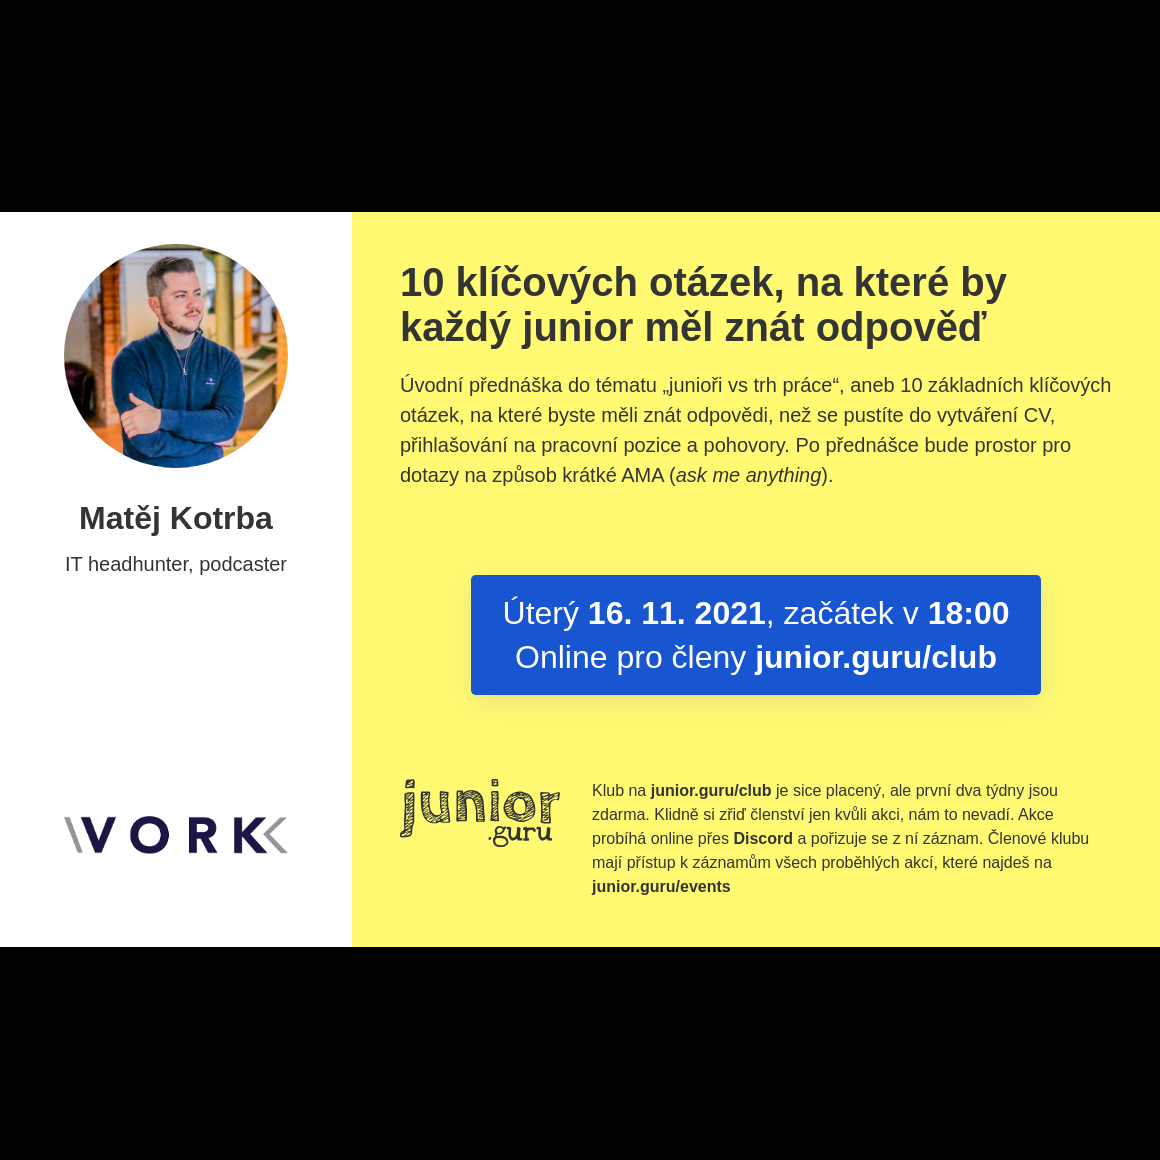 10 klíčových otázek, na které by
každý junior měl znát odpověď
Úvodní přednáška do tématu „junioři vs trh práce“, aneb 10 základních klíčových
otázek, na které byste měli znát odpovědi, než se pustíte do vytváření CV,
přihlašování na pracovní pozice a pohovory. Po přednášce bude prostor pro
dotazy na způsob krátké AMA (ask me anything).
Matěj Kotrba
IT headhunter, podcaster
Úterý 16. 11. 2021, začátek v 18:00
Online pro členy junior.guru/club
VORK
junior
.guru
Klub na junior.guru/club je sice placený, ale první dva týdny jsou
zdarma. Klidně si zřiď členství jen kvůli akci, nám to nevadí. Akce
probíhá online přes Discord a pořizuje se z ní záznam. Členové klubu
mají přístup k záznamům všech proběhlých akcí, které najdeš na
junior.guru/events